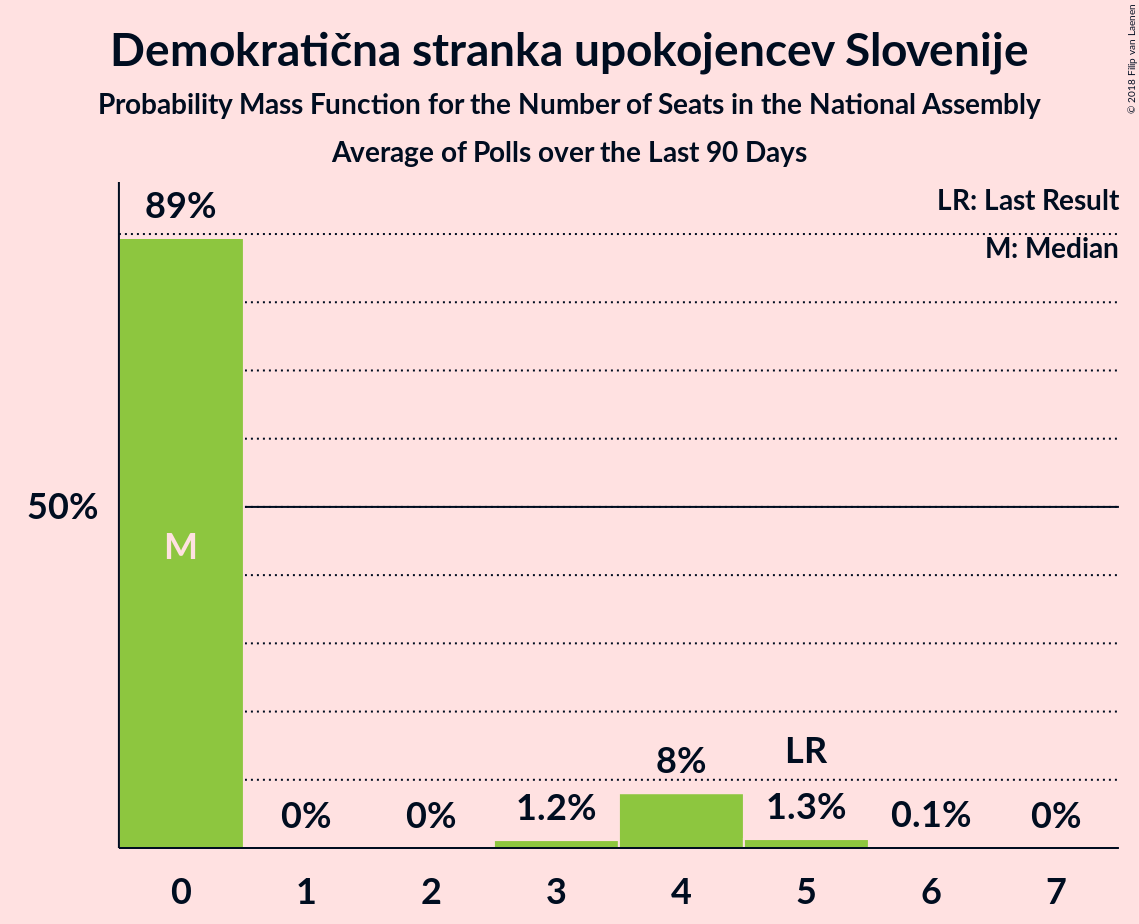 Demokratična stranka upokojencev Slovenije
Probability Mass Function for the Number of Seats in the National Assembly
Average of Polls over the Last 90 Days
© 2018 Filip van Laenen
LR: Last Result
M: Median
89%
50%
M
0% 0% 1.2% 8% 1.3% 0.1% 0%
LR
0 1 2 3 4 5 6 7